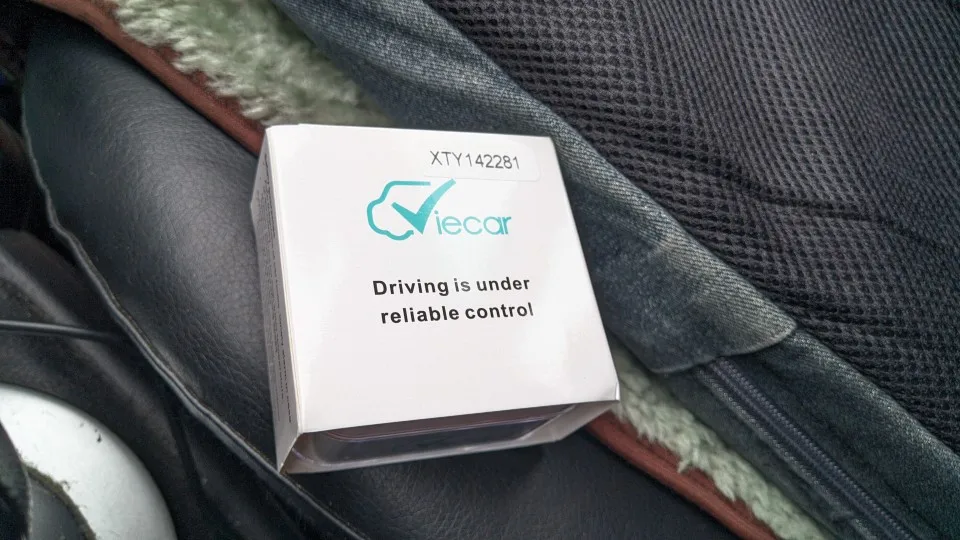 XTY142281
Viecar
Driving is under
reliable control